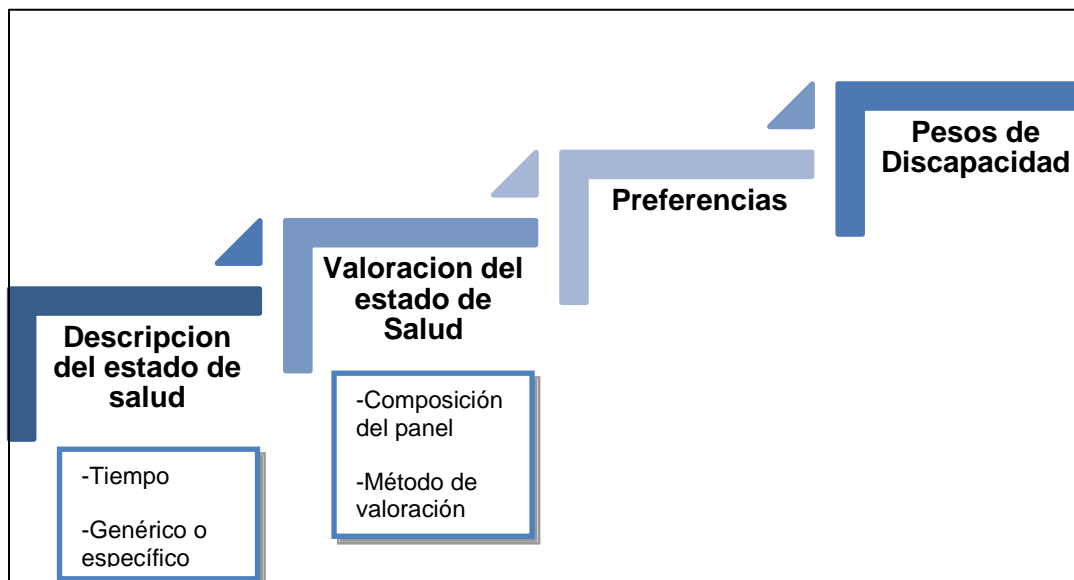 Descripcion
del estado de
salud
-Tiempo
-Genérico o
específico
Valoracion del
estado de
Salud
-Composición
del panel
-Método de
valoración
Preferencias
Pesos de
Discapacidad